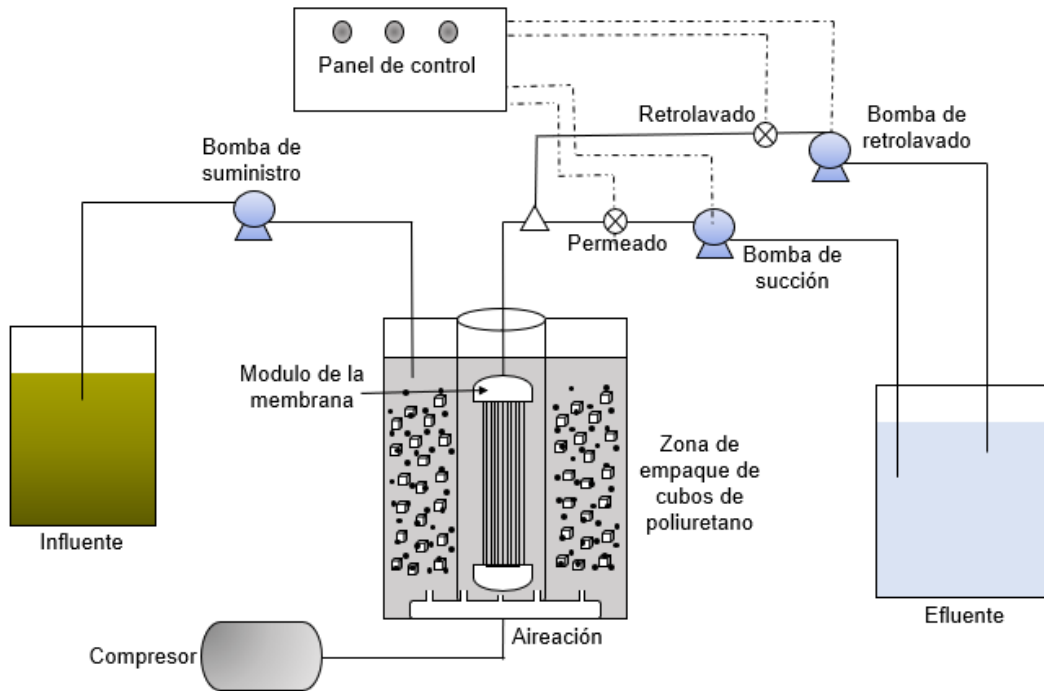 Panel de control
Retrolavado
Bomba de
retrolavado
Bomba de
suministro
Permeado
Bomba de
succión
Modulo de la
membrana
Zona de
empaque de
cubos de
poliuretano
Influente
Efluente
Aireación
Compresor